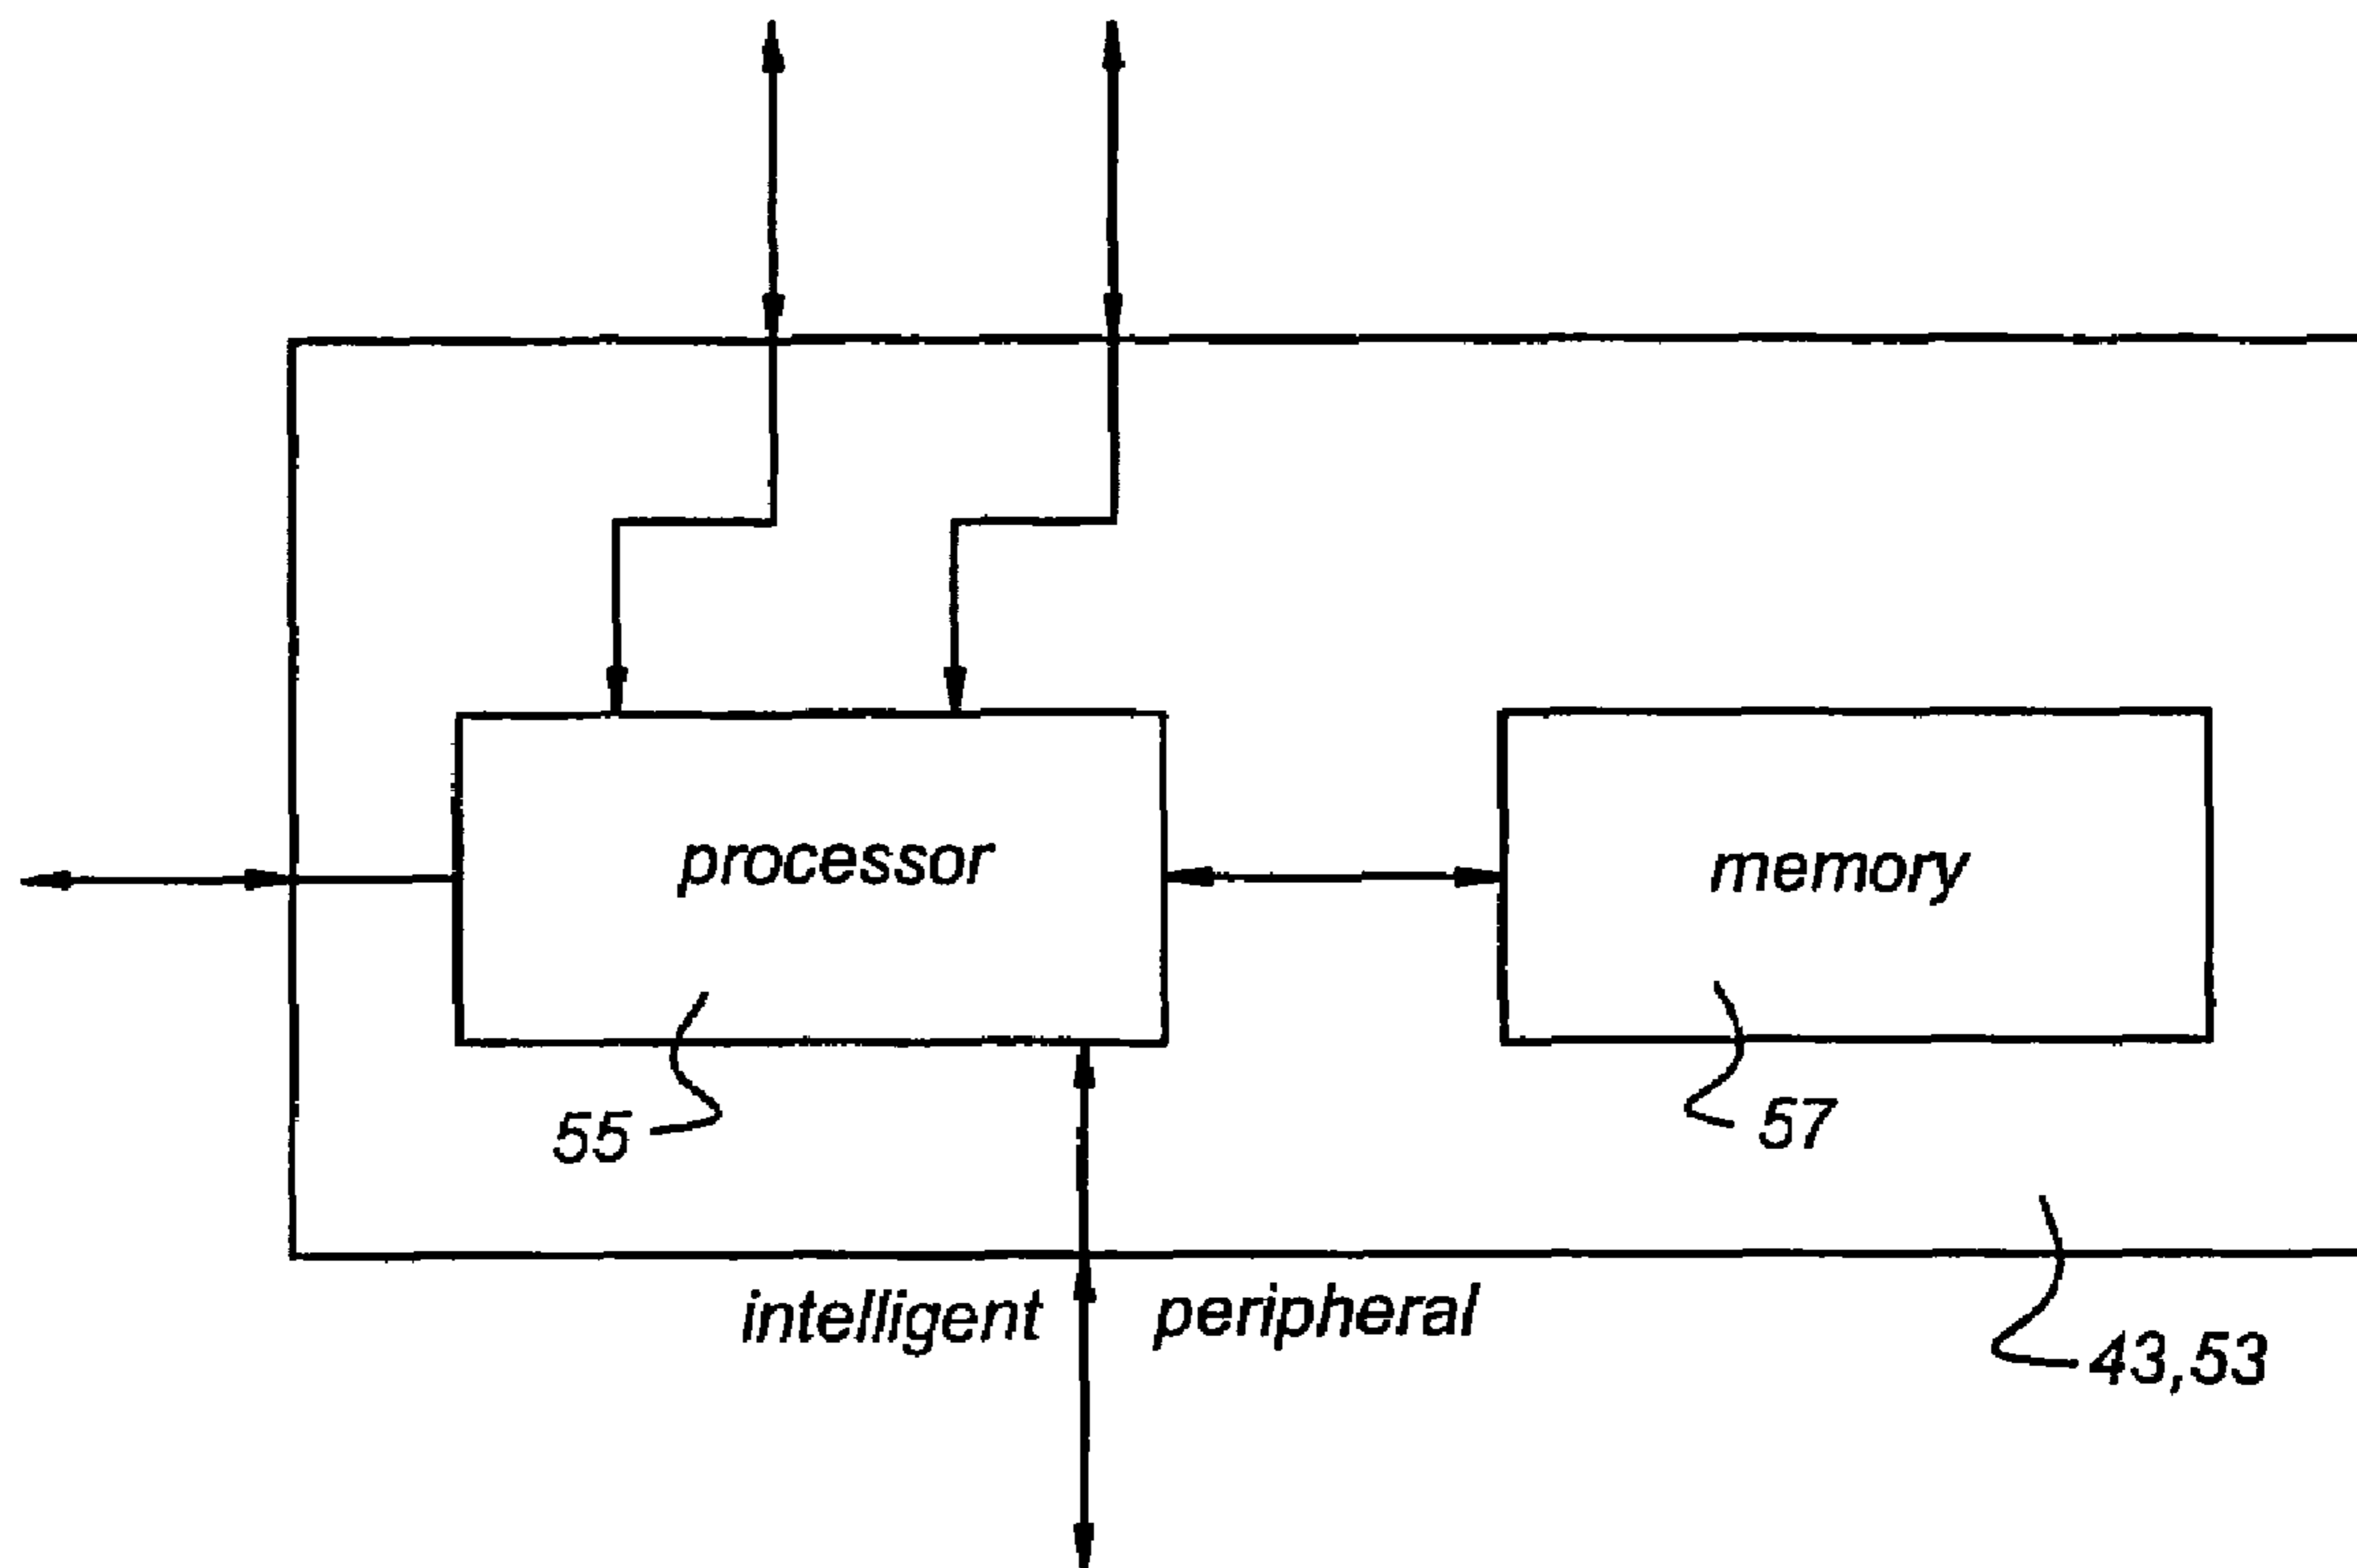 processor
memory
55
57
intelligent peripheral
43,53